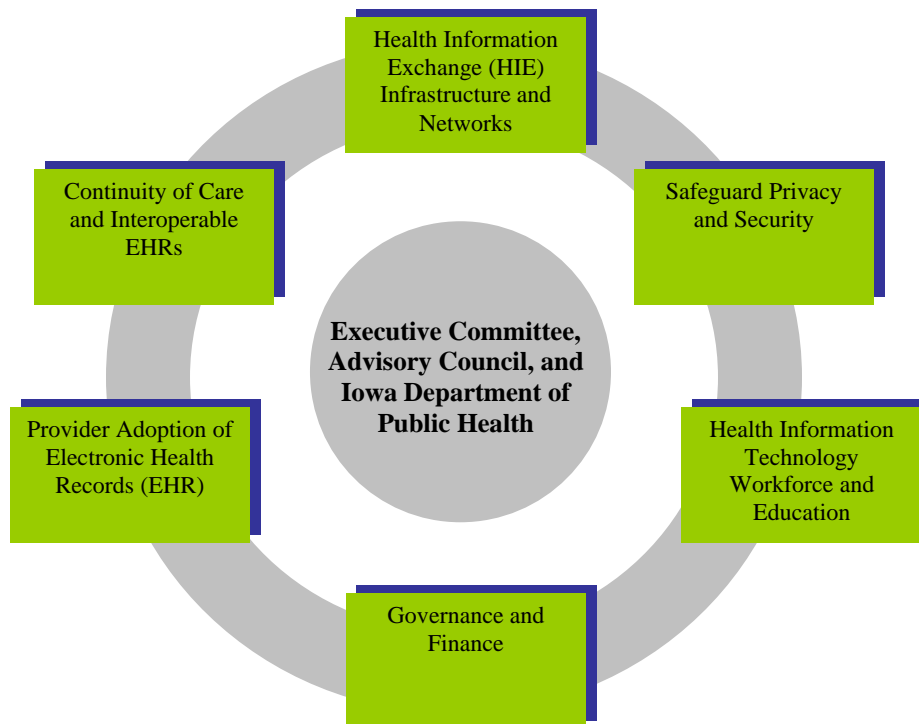 Health Information
Exchange (HIE)
Infrastructure and
Networks
Continuity of Care
and Interoperable
EHRs
Safeguard Privacy
and Security
Executive Committee,
Advisory Council, and
Iowa Department of
Public Health
Provider Adoption of
Electronic Health
Records (EHR)
Health Information
Technology
Workforce and
Education
Governance and
Finance